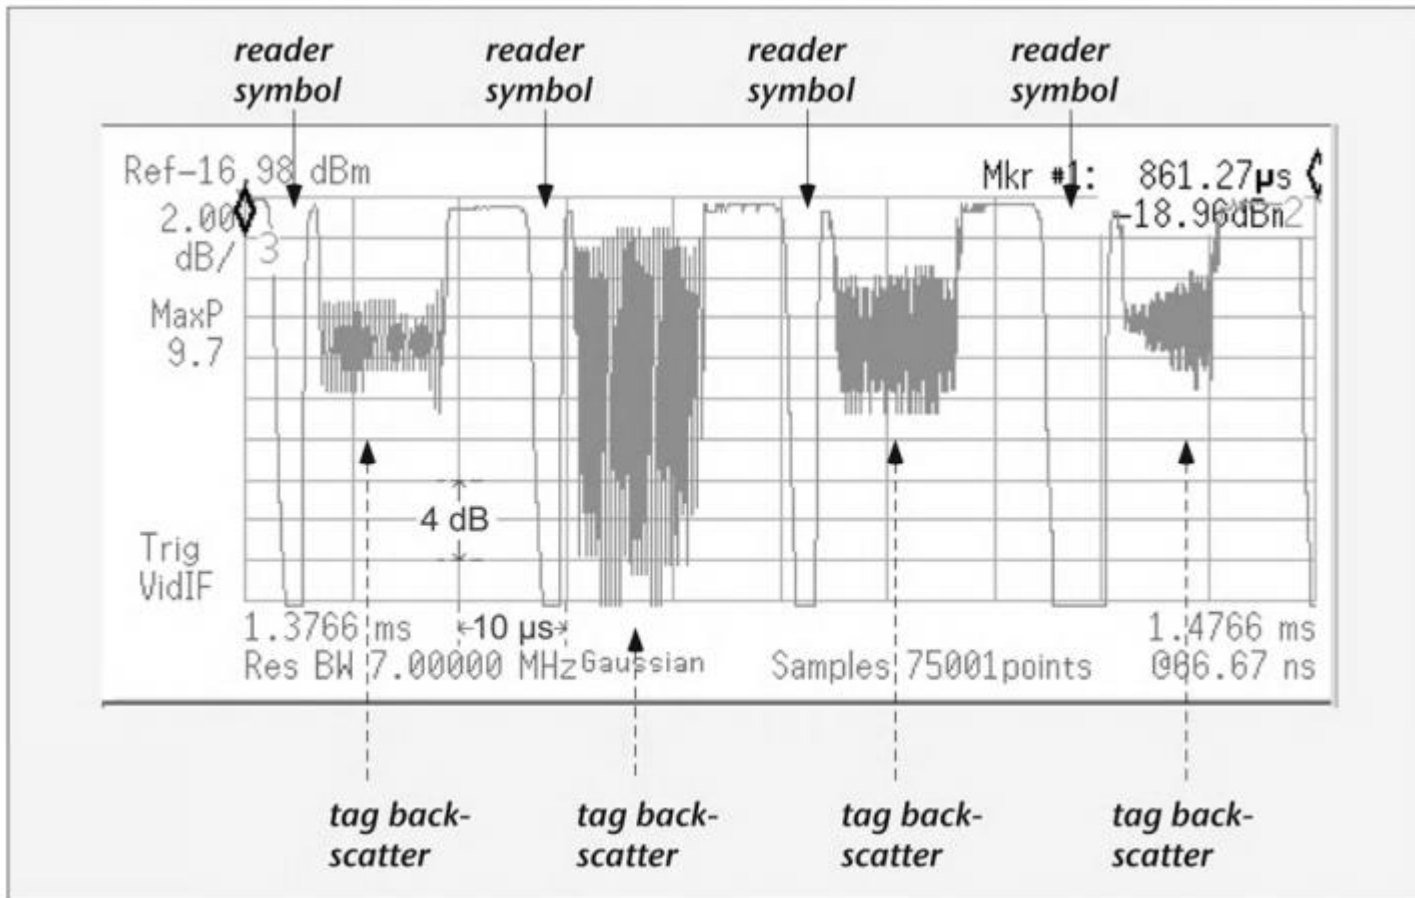 reader symbol
reader symbol
reader symbol
reader symbol
Ref-16.98 dBm
Mkr #1: 861.27µs
2.00
-18.96dBm 2
dB/ 3
MaxP
9.7
4 dB
Trig
VidIF
1.3766 ms
10 µs
1.4766 ms
Res BW 7.00000 MHz Gaussian
Samples 75001points
@66.67 ns
tag back-scatter
tag back-scatter
tag back-scatter
tag back-scatter